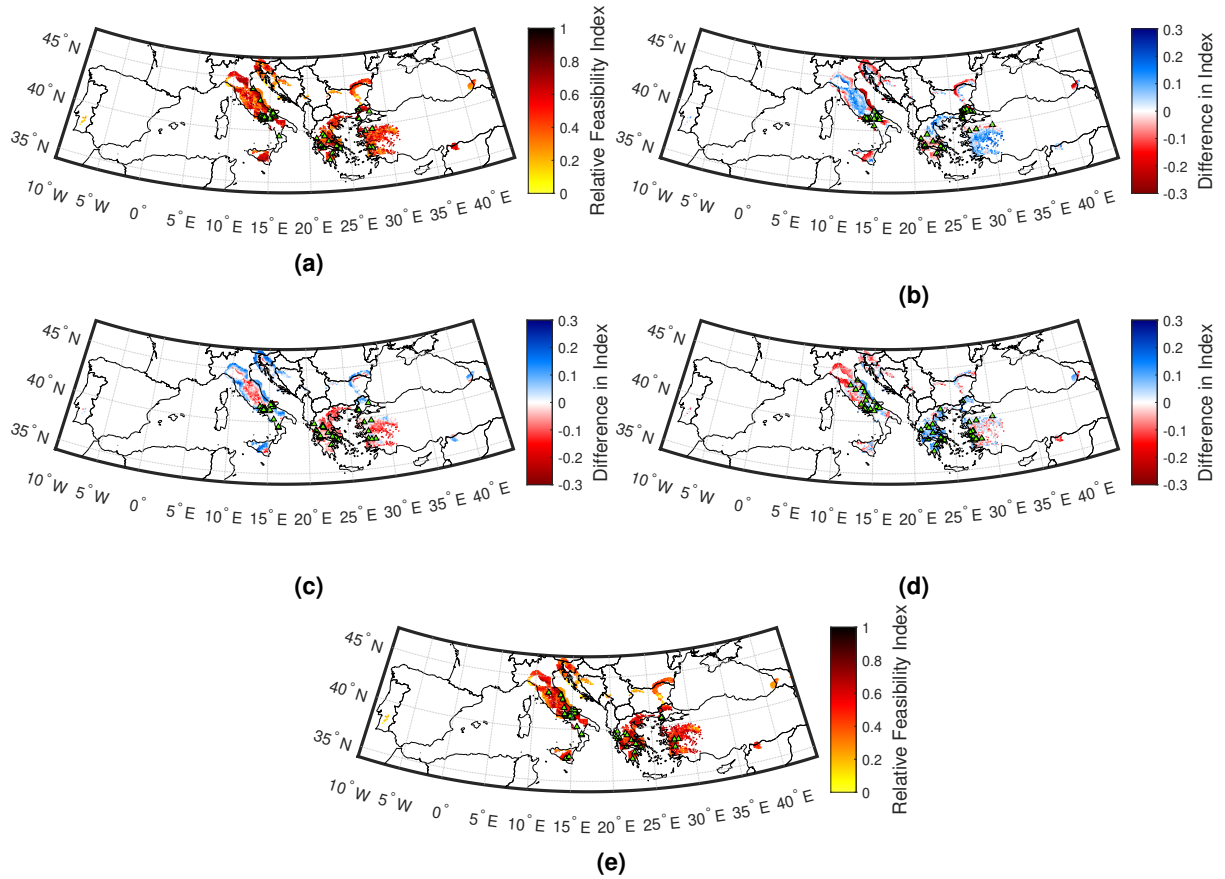 45° N
40° N
35° N
10° W 5° W 0° 5° E 10° E 15° E 20° E 25° E 30° E 35° E 40° E
1
0.8
0.6
0.4
0.2
0
Relative Feasibility Index
(a)
45° N
40° N
35° N
10° W 5° W 0° 5° E 10° E 15° E 20° E 25° E 30° E 35° E 40° E
0.3
0.2
0.1
0
-0.1
-0.2
-0.3
Difference in Index
(b)
45° N
40° N
35° N
10° W 5° W 0° 5° E 10° E 15° E 20° E 25° E 30° E 35° E 40° E
0.3
0.2
0.1
0
-0.1
-0.2
-0.3
Difference in Index
(c)
45° N
40° N
35° N
10° W 5° W 0° 5° E 10° E 15° E 20° E 25° E 30° E 35° E 40° E
0.3
0.2
0.1
0
-0.1
-0.2
-0.3
Difference in Index
(d)
45° N
40° N
35° N
10° W 5° W 0° 5° E 10° E 15° E 20° E 25° E 30° E 35° E 40° E
1
0.8
0.6
0.4
0.2
0
Relative Feasibility Index
(e)